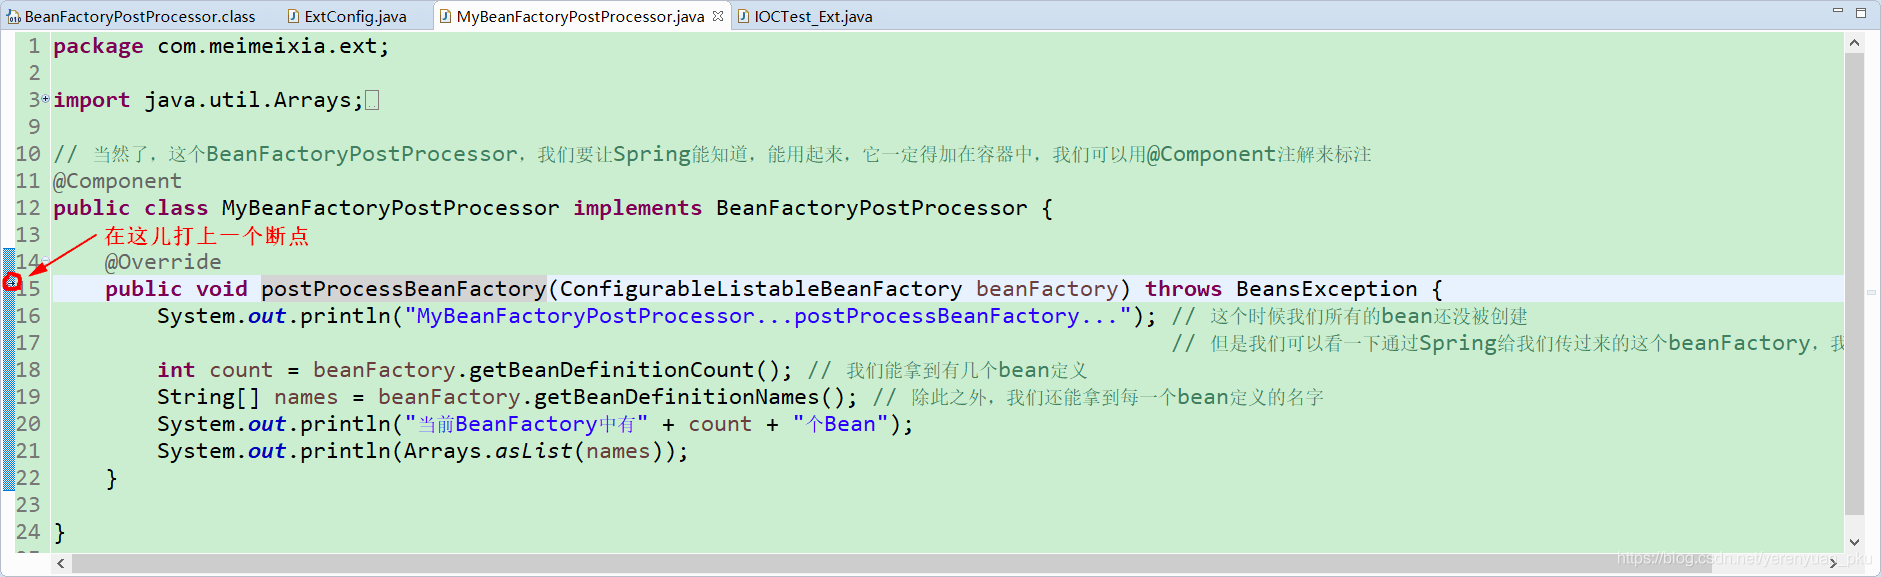 BeanFactoryPostProcessor.class ExtConfig.java MyBeanFactoryPostProcessor.java IOCTest_Ext.java
1 package com.meimeixia.ext;
2
3 import java.util.Arrays;
9
10 // 当然了，这个BeanFactoryPostProcessor，我们要让Spring能知道，能用起来，它一定得加在容器中，我们可以用@Component注解来标注
11 @Component
12 public class MyBeanFactoryPostProcessor implements BeanFactoryPostProcessor {
13 在这儿打上一个断点
14 @Override
15 public void postProcessBeanFactory(ConfigurableListableBeanFactory beanFactory) throws BeansException {
16 System.out.println("MyBeanFactoryPostProcessor...postProcessBeanFactory..."); // 这个时候我们所有的bean还没被创建
17 // 但是我们可以看一下通过Spring给我们传过来的这个beanFactory，我
18 int count = beanFactory.getBeanDefinitionCount(); // 我们能拿到有几个bean定义
19 String[] names = beanFactory.getBeanDefinitionNames(); // 除此之外，我们还能拿到每一个bean定义的名字
20 System.out.println("当前BeanFactory中有" + count + "个Bean");
21 System.out.println(Arrays.asList(names));
22 }
23
24 }
https://blog.csdn.net/yerenyuan_pku